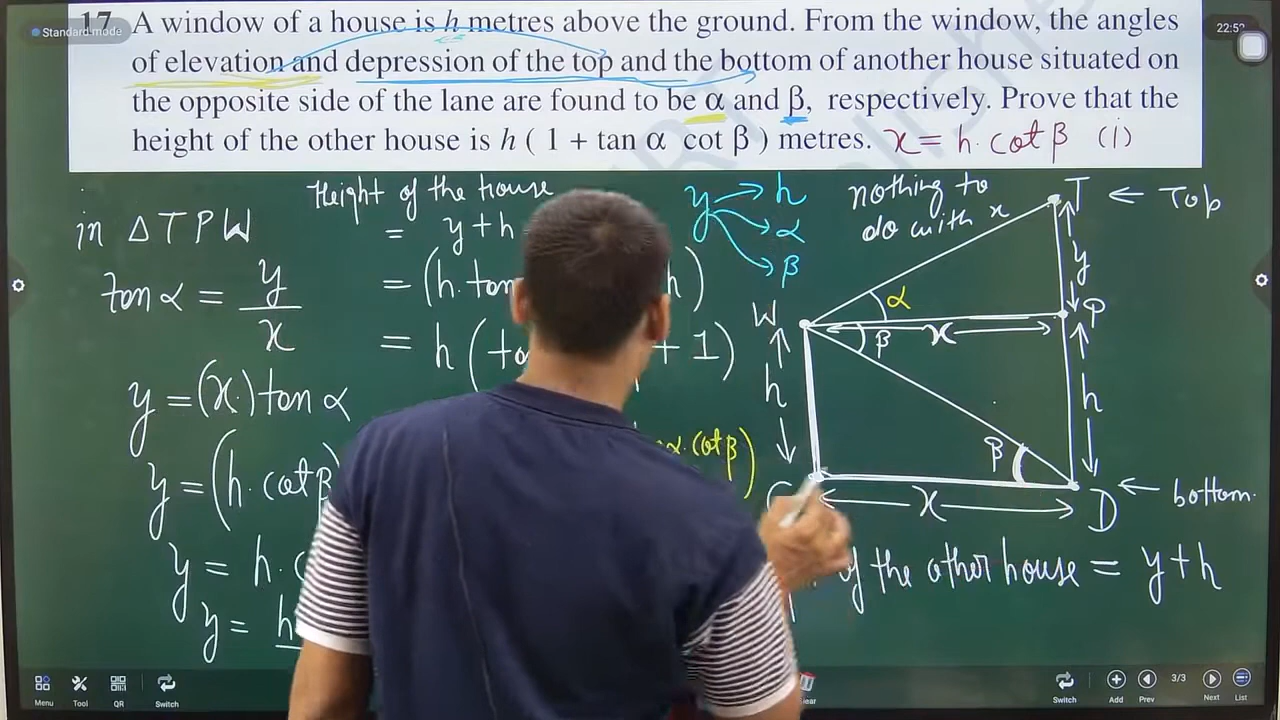 Standard mode
22:5
17. A window of a house is h metres above the ground. From the window, the angles
of elevation and depression of the top and the bottom of another house situated on
the opposite side of the lane are found to be α and β, respectively. Prove that the
height of the other house is h ( 1 + tan α cot β ) metres. x = h. cot β (i)
in Δ TPW
tan α = y / x
y = (x.) tan α
y = (h. cot β
y = h.
y = h
Height of the house
= y + h
= (h. tan h)
= h ( + 1)
α. cot β)
y → h
→ α
→ β
nothing to
do with x
T ← Top
y
W α P
x
β
h h
β
x D ← bottom.
of the other house = y + h
Menu Tool QR Switch
Switch Add Prev 3/3 Next List